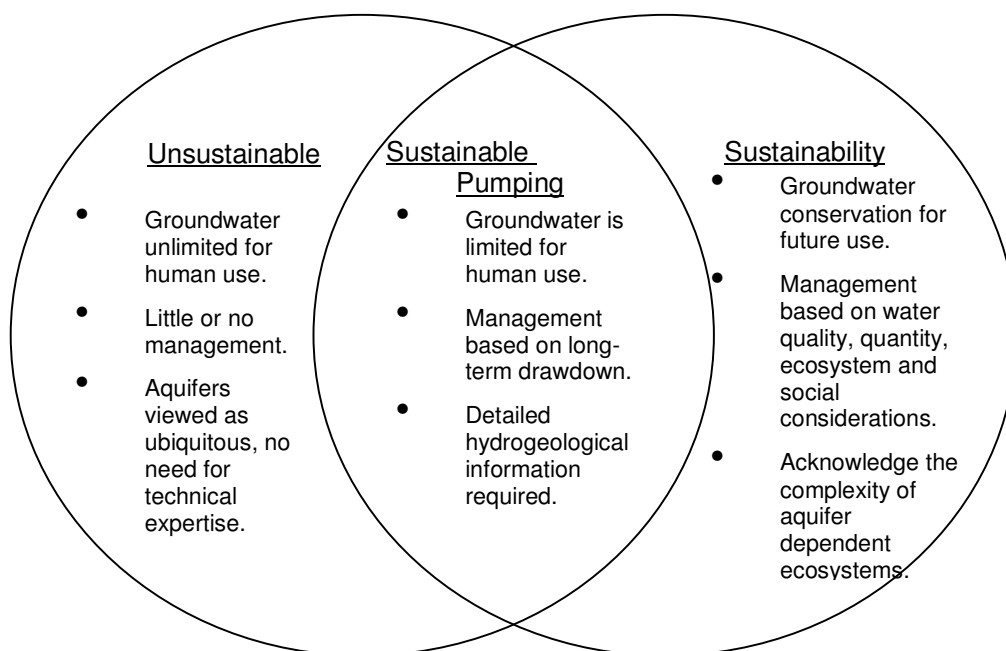 Unsustainable
• Groundwater
unlimited for
human use.
• Little or no
management.
• Aquifers
viewed as
ubiquitous, no
need for
technical
expertise.
Sustainable
Pumping
• Groundwater is
limited for
human use.
• Management
based on long-
term drawdown.
• Detailed
hydrogeological
information
required.
Sustainability
• Groundwater
conservation for
future use.
• Management
based on water
quality, quantity,
ecosystem and
social
considerations.
• Acknowledge the
complexity of
aquifer
dependent
ecosystems.